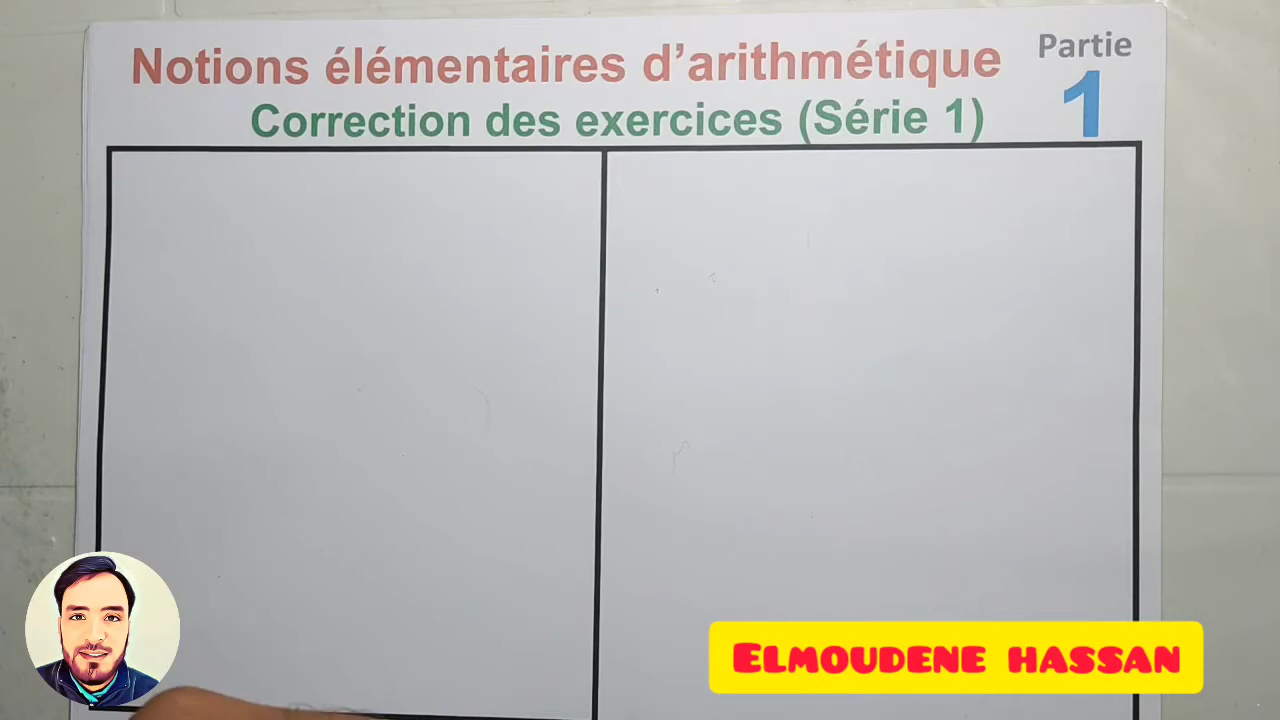 Notions élémentaires d'arithmétique
Partie
Correction des exercices (Série 1)
1
ELMOUDENE HASSAN